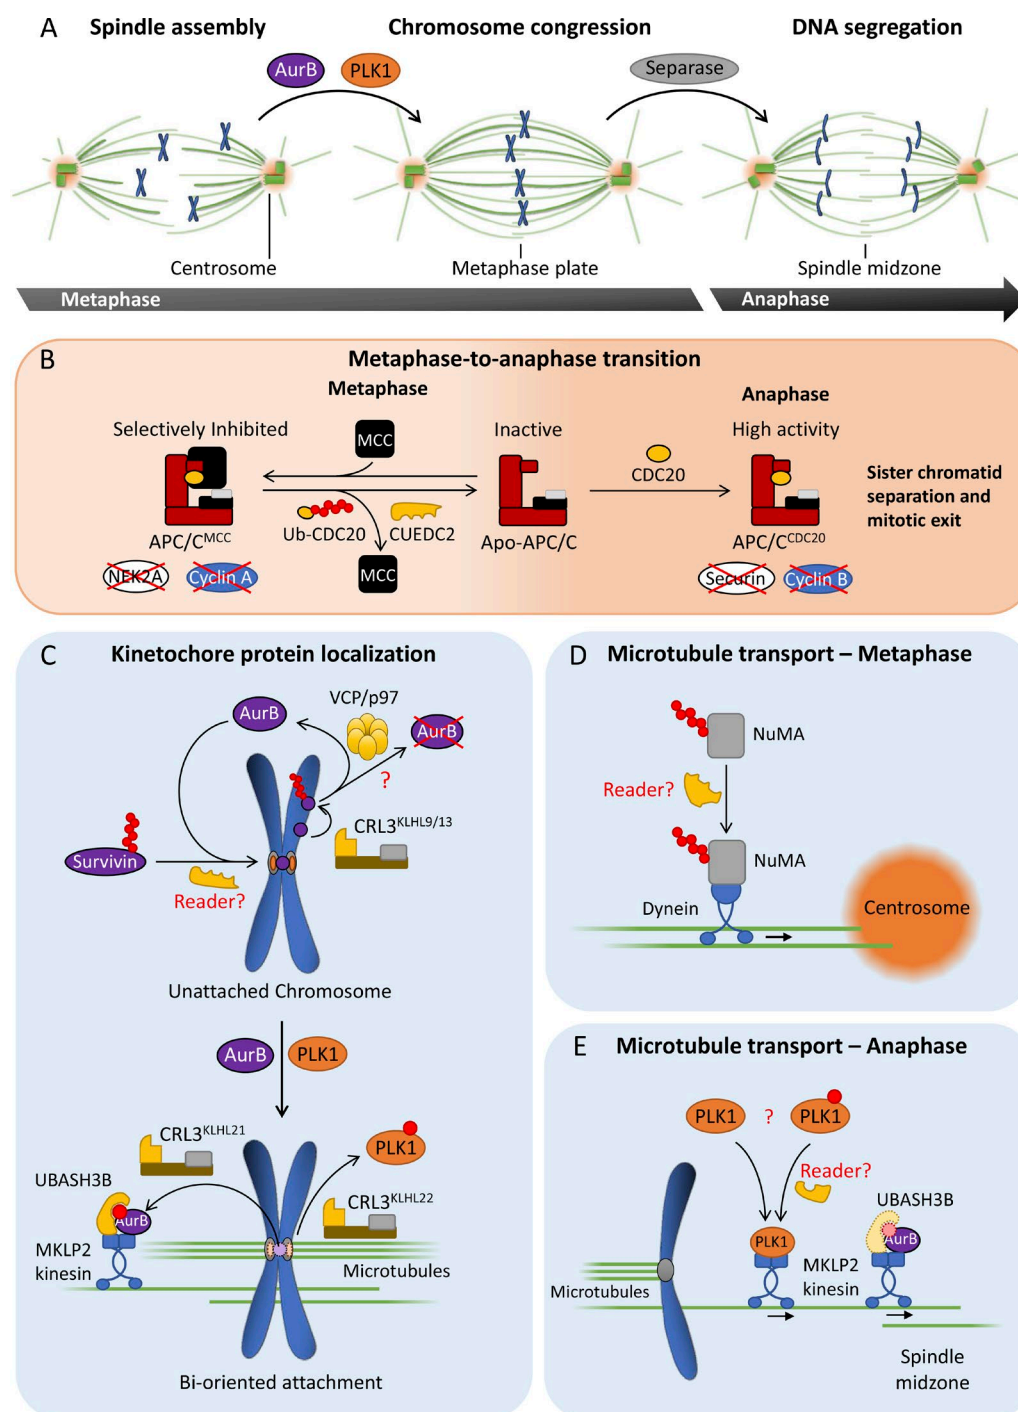 A
Spindle assembly
Chromosome congression
DNA segregation
AurB
PLK1
Separase
Centrosome
Metaphase plate
Spindle midzone
Metaphase
Anaphase
B
Metaphase-to-anaphase transition
Metaphase
Anaphase
Selectively Inhibited
MCC
Inactive
High activity
CDC20
Ub-CDC20
CUEDC2
Sister chromatid
separation and
mitotic exit
APC/C^MCC
Apo-APC/C
APC/C^CDC20
NEK2A
Cyclin A
MCC
Securin
Cyclin B
C
Kinetochore protein localization
VCP/p97
AurB
AurB
?
CRL3^KLHL9/13
Survivin
Reader?
Unattached Chromosome
AurB
PLK1
CRL3^KLHL21
PLK1
UBASH3B
AurB
CRL3^KLHL22
MKLP2
kinesin
Microtubules
Bi-oriented attachment
D
Microtubule transport – Metaphase
NuMA
Reader?
NuMA
Dynein
Centrosome
E
Microtubule transport – Anaphase
PLK1
?
PLK1
Reader?
UBASH3B
PLK1
AurB
MKLP2
kinesin
Microtubules
Spindle
midzone